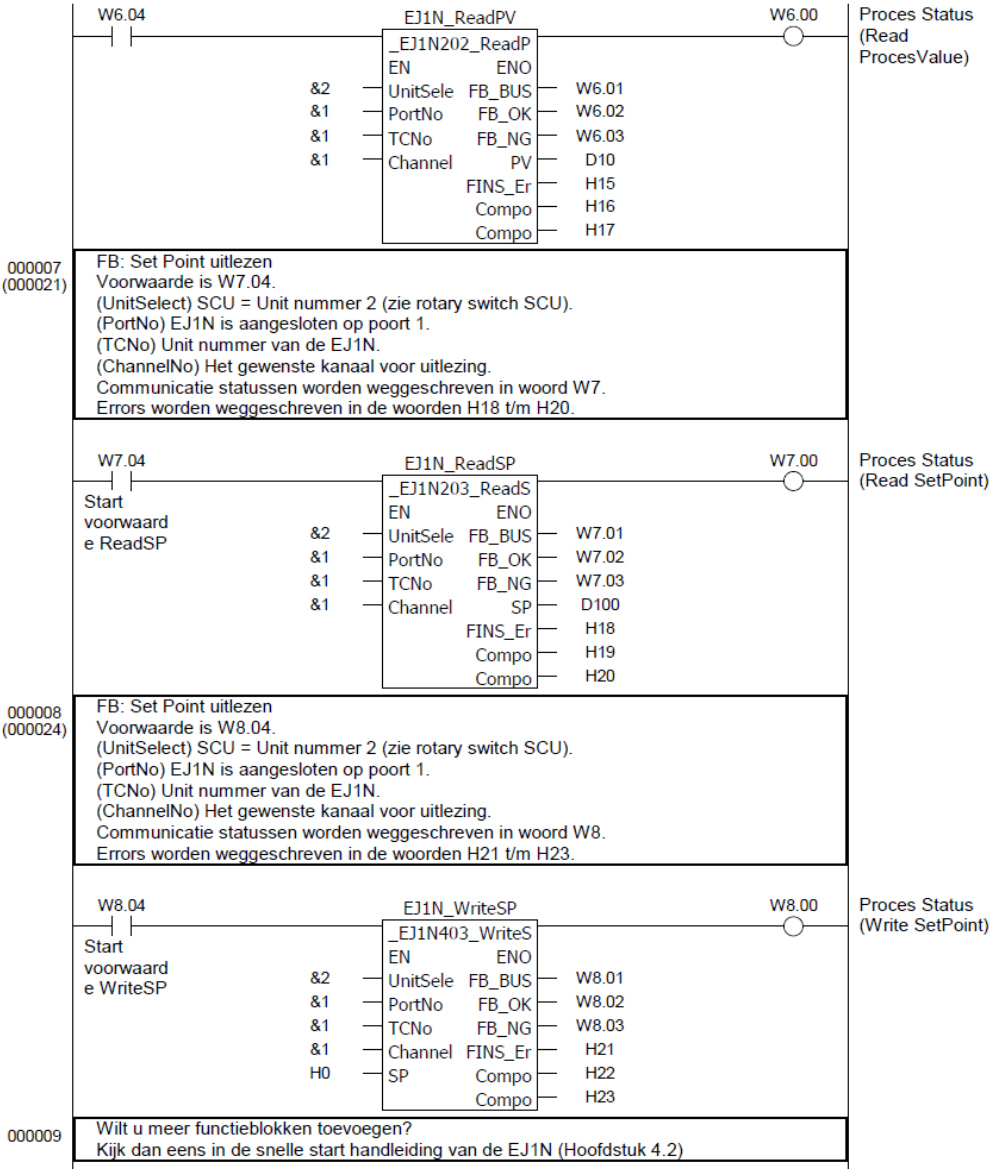 W6.04 EJ1N_ReadPV W6.00 Proces Status
(Read
ProcesValue)
_EJ1N202_ReadP
EN ENO
&2 UnitSele FB_BUS W6.01
&1 PortNo FB_OK W6.02
&1 TCNo FB_NG W6.03
&1 Channel PV D10
FINS_Er H15
Compo H16
Compo H17
000007
(000021)
FB: Set Point uitlezen
Voorwaarde is W7.04.
(UnitSelect) SCU = Unit nummer 2 (zie rotary switch SCU).
(PortNo) EJ1N is aangesloten op poort 1.
(TCNo) Unit nummer van de EJ1N.
(ChannelNo) Het gewenste kanaal voor uitlezing.
Communicatie statussen worden weggeschreven in woord W7.
Errors worden weggeschreven in de woorden H18 t/m H20.
W7.04 EJ1N_ReadSP W7.00 Proces Status
(Read SetPoint)
Start
voorwaard
e ReadSP
_EJ1N203_ReadS
EN ENO
&2 UnitSele FB_BUS W7.01
&1 PortNo FB_OK W7.02
&1 TCNo FB_NG W7.03
&1 Channel SP D100
FINS_Er H18
Compo H19
Compo H20
000008
(000024)
FB: Set Point uitlezen
Voorwaarde is W8.04.
(UnitSelect) SCU = Unit nummer 2 (zie rotary switch SCU).
(PortNo) EJ1N is aangesloten op poort 1.
(TCNo) Unit nummer van de EJ1N.
(ChannelNo) Het gewenste kanaal voor uitlezing.
Communicatie statussen worden weggeschreven in woord W8.
Errors worden weggeschreven in de woorden H21 t/m H23.
W8.04 EJ1N_WriteSP W8.00 Proces Status
(Write SetPoint)
Start
voorwaard
e WriteSP
_EJ1N403_WriteS
EN ENO
&2 UnitSele FB_BUS W8.01
&1 PortNo FB_OK W8.02
&1 TCNo FB_NG W8.03
&1 Channel FINS_Er H21
H0 SP Compo H22
Compo H23
000009
Wilt u meer functieblokken toevoegen?
Kijk dan eens in de snelle start handleiding van de EJ1N (Hoofdstuk 4.2)